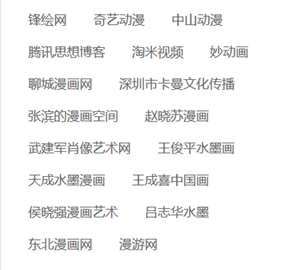 锋绘网 奇艺动漫 中山动漫
腾讯思想博客 淘米视频 妙动画
聊城漫画网 深圳市卡曼文化传播
张滨的漫画空间 赵晓苏漫画
武建军肖像艺术网 王俊平水墨画
天成水墨漫画 王成喜中国画
侯晓强漫画艺术 吕志华水墨
东北漫画网 漫游网